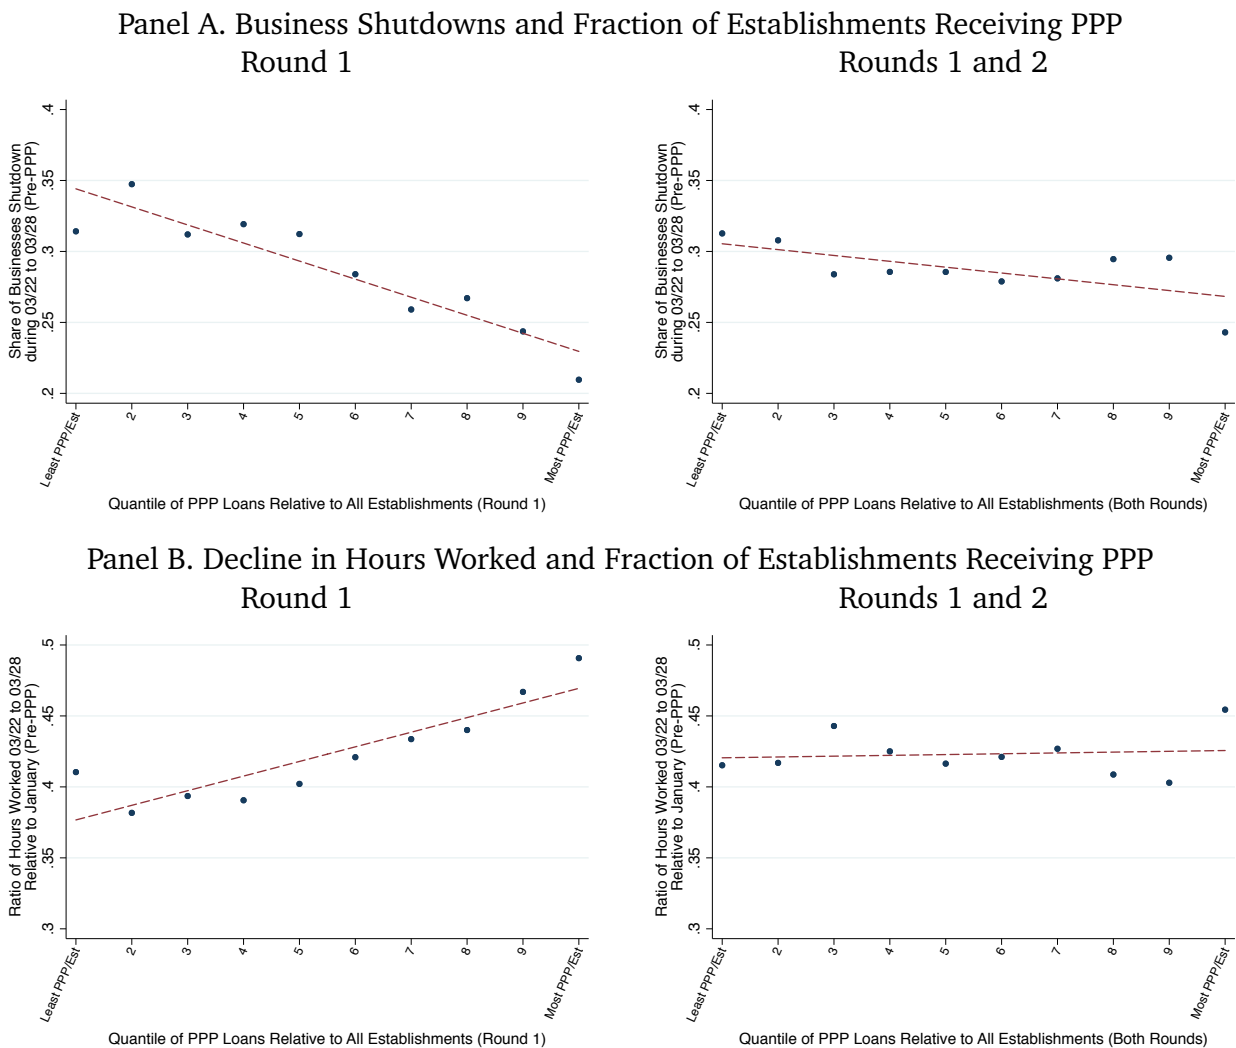 Panel A. Business Shutdowns and Fraction of Establishments Receiving PPP
Round 1
Rounds 1 and 2
Share of Businesses Shutdown
during 03/22 to 03/28 (Pre-PPP)
.4
.35
.3
.25
.2
Least PPP/Est
2
3
4
5
6
7
8
9
Most PPP/Est
Quantile of PPP Loans Relative to All Establishments (Round 1)
Share of Businesses Shutdown
during 03/22 to 03/28 (Pre-PPP)
.4
.35
.3
.25
.2
Least PPP/Est
2
3
4
5
6
7
8
9
Most PPP/Est
Quantile of PPP Loans Relative to All Establishments (Both Rounds)
Panel B. Decline in Hours Worked and Fraction of Establishments Receiving PPP
Round 1
Rounds 1 and 2
Ratio of Hours Worked 03/22 to 03/28
Relative to January (Pre-PPP)
.5
.45
.4
.35
.3
Least PPP/Est
2
3
4
5
6
7
8
9
Most PPP/Est
Quantile of PPP Loans Relative to All Establishments (Round 1)
Ratio of Hours Worked 03/22 to 03/28
Relative to January (Pre-PPP)
.5
.45
.4
.35
.3
Least PPP/Est
2
3
4
5
6
7
8
9
Most PPP/Est
Quantile of PPP Loans Relative to All Establishments (Both Rounds)